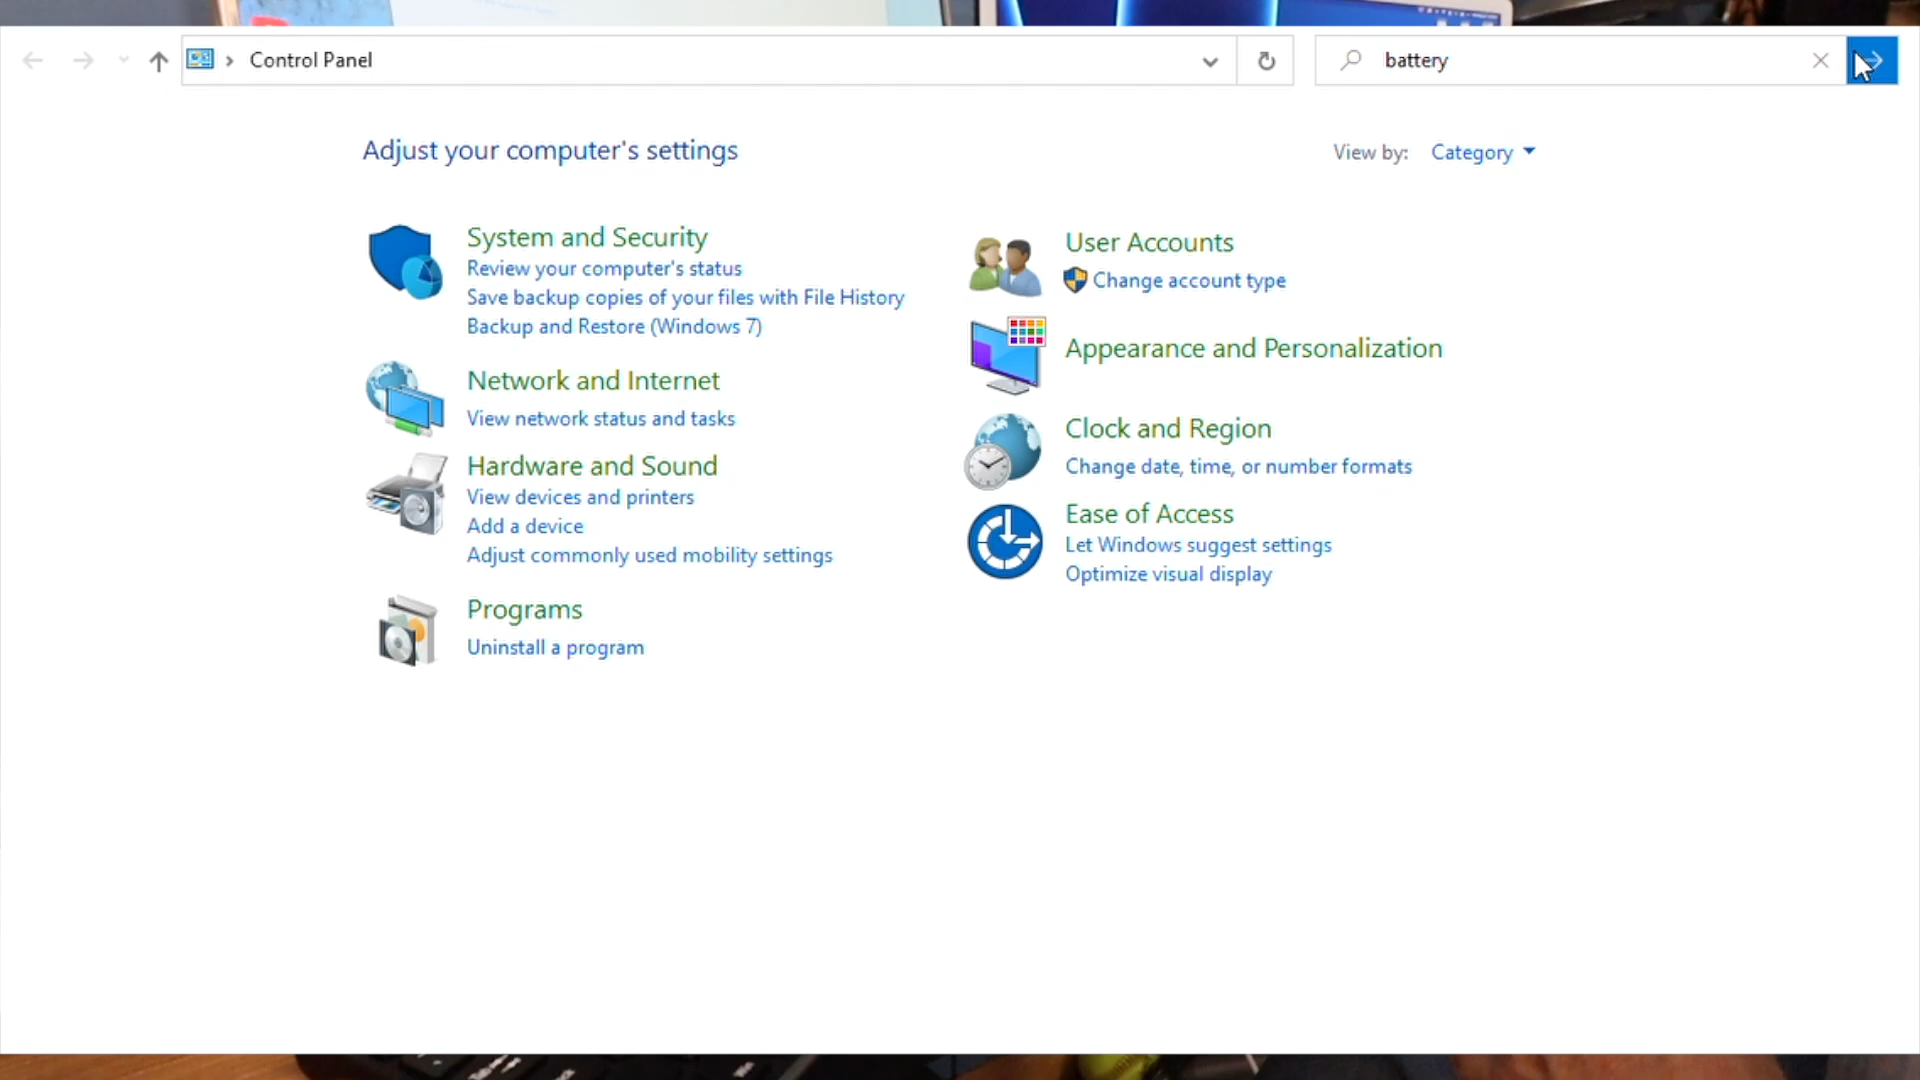 Control Panel
battery
Adjust your computer's settings
View by: Category
System and Security
Review your computer's status
Save backup copies of your files with File History
Backup and Restore (Windows 7)
Network and Internet
View network status and tasks
Hardware and Sound
View devices and printers
Add a device
Adjust commonly used mobility settings
Programs
Uninstall a program
User Accounts
Change account type
Appearance and Personalization
Clock and Region
Change date, time, or number formats
Ease of Access
Let Windows suggest settings
Optimize visual display